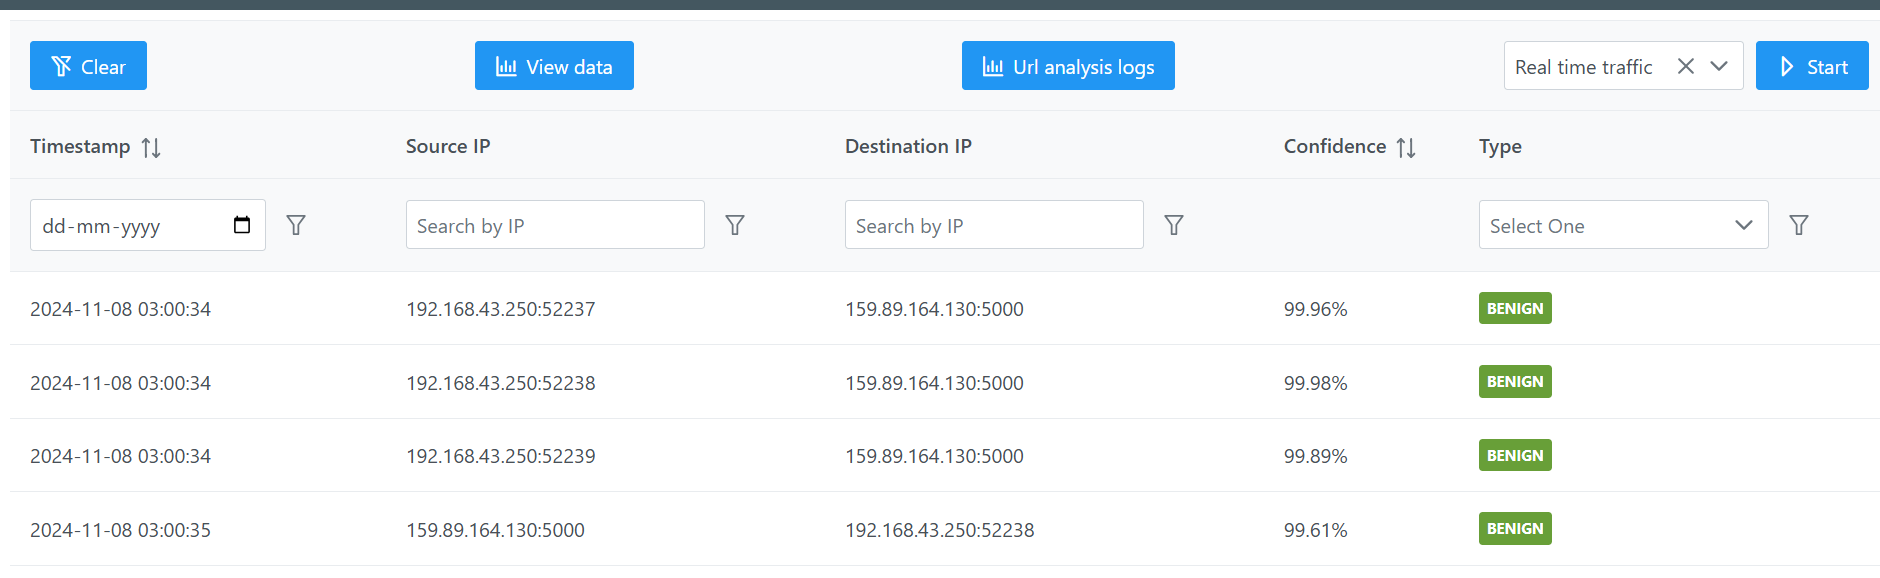 Clear View data Url analysis logs Real time traffic Start
Timestamp Source IP Destination IP Confidence Type
dd-mm-yyyy Search by IP Search by IP Select One
2024-11-08 03:00:34 192.168.43.250:52237 159.89.164.130:5000 99.96% BENIGN
2024-11-08 03:00:34 192.168.43.250:52238 159.89.164.130:5000 99.98% BENIGN
2024-11-08 03:00:34 192.168.43.250:52239 159.89.164.130:5000 99.89% BENIGN
2024-11-08 03:00:35 159.89.164.130:5000 192.168.43.250:52238 99.61% BENIGN